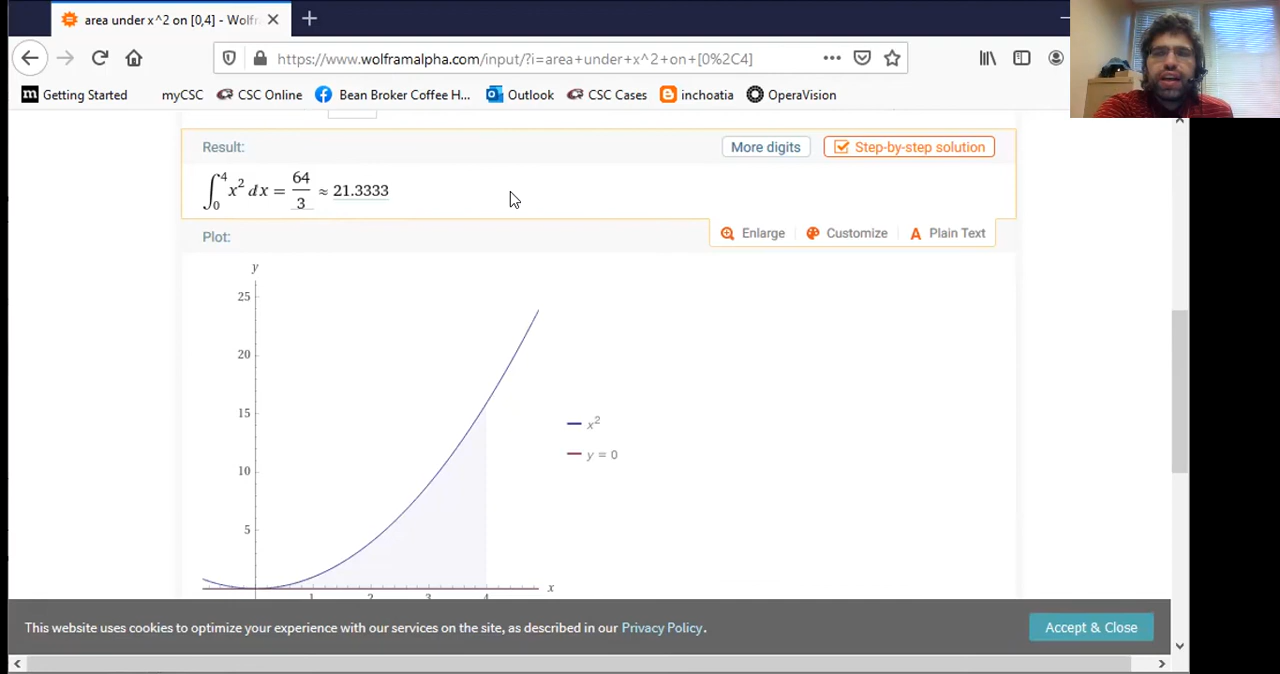 area under x^2 on [0,4] - Wolfr
https://www.wolframalpha.com/input/?i=area+under+x^2+on+[0%2C4]
Getting Started myCSC CSC Online Bean Broker Coffee H... Outlook CSC Cases inchoatia OperaVision
Result: More digits Step-by-step solution
∫₀⁴ x² dx = 64/3 ≈ 21.3333
Plot: Enlarge Customize A Plain Text
y
25
20
15
x²
y = 0
10
5
x
1 2 3 4
This website uses cookies to optimize your experience with our services on the site, as described in our Privacy Policy. Accept & Close